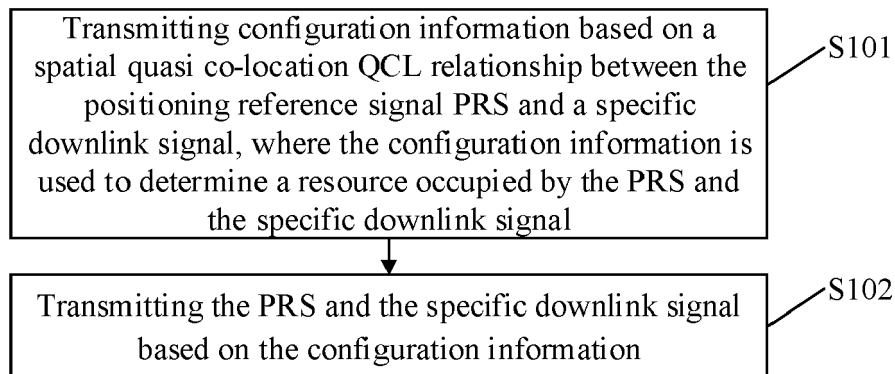 Transmitting configuration information based on a
spatial quasi co-location QCL relationship between the
positioning reference signal PRS and a specific
downlink signal, where the configuration information is
used to determine a resource occupied by the PRS and
the specific downlink signal
S101
Transmitting the PRS and the specific downlink signal
based on the configuration information
S102